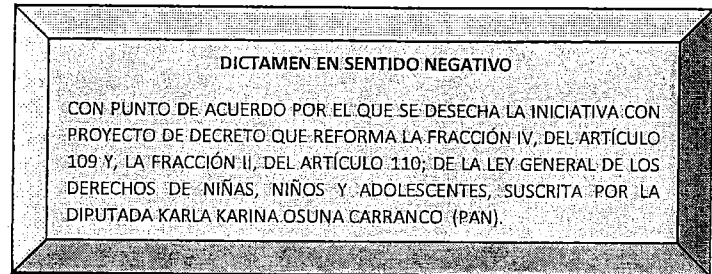 DICTAMEN EN SENTIDO NEGATIVO
CON PUNTO DE ACUERDO POR EL QUE SE DESECHA LA INICIATIVA CON
PROYECTO DE DECRETO QUE REFORMA LA FRACCIÓN IV, DEL ARTÍCULO
109 Y, LA FRACCIÓN II, DEL ARTÍCULO 110; DE LA LEY GENERAL DE LOS
DERECHOS DE NIÑAS, NIÑOS Y ADOLESCENTES, SUSCRITA POR LA
DIPUTADA KARLA KARINA OSUNA CARRANCO (PAN).